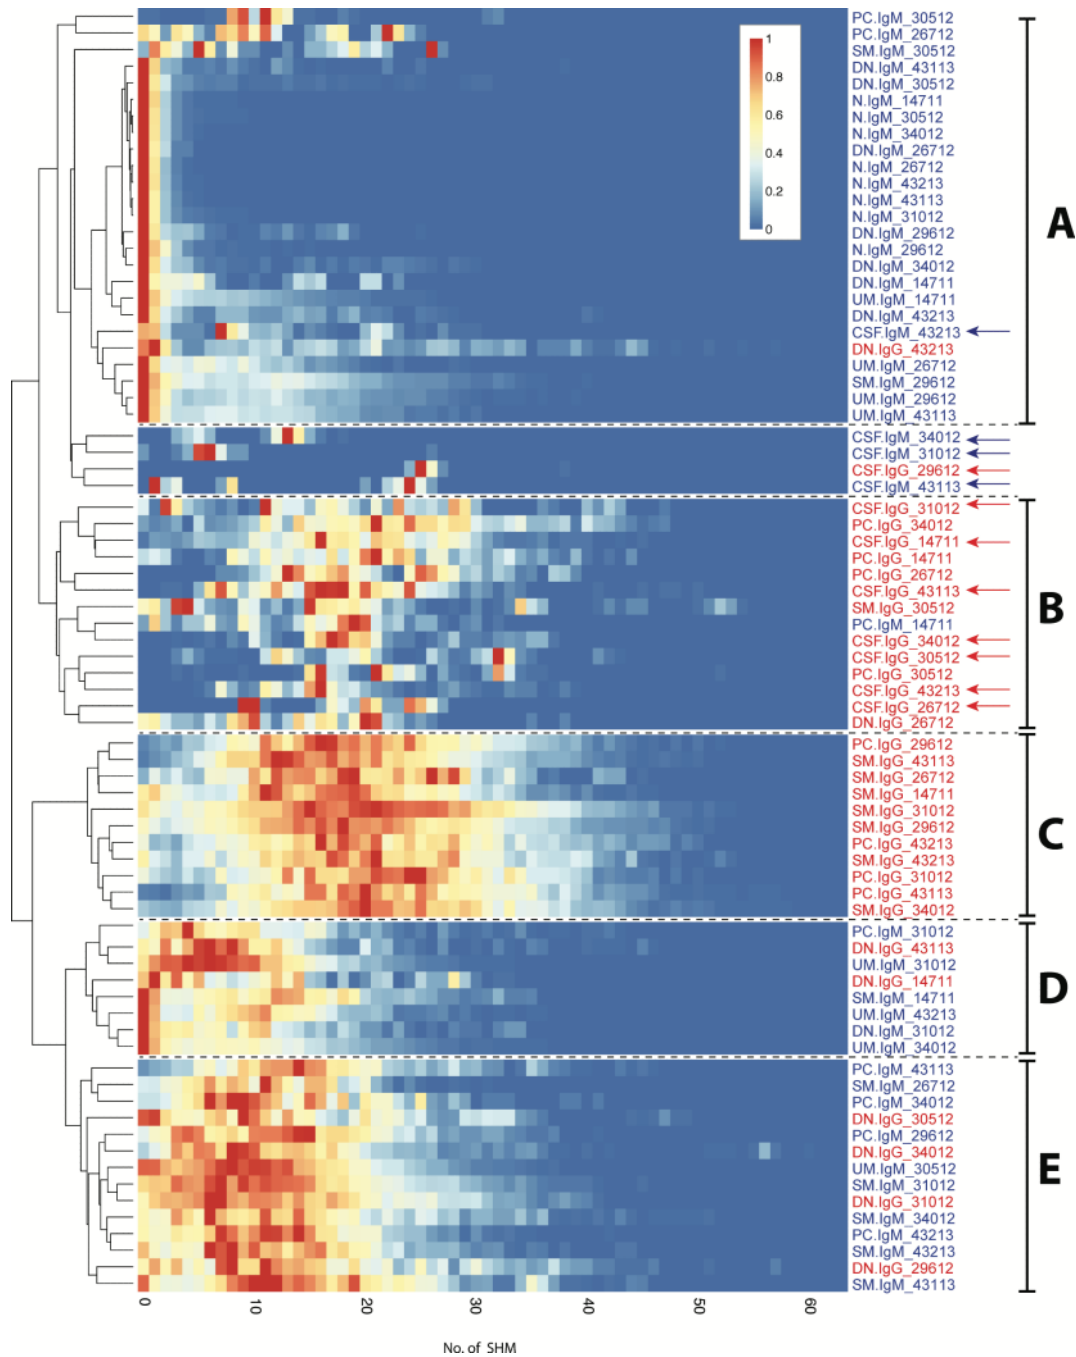 PC.IgM_30512
PC.IgM_26712
SM.IgM_30512
DN.IgM_43113
DN.IgM_30512
N.IgM_14711
N.IgM_30512
N.IgM_34012
DN.IgM_26712
N.IgM_26712
N.IgM_43213
N.IgM_43113
N.IgM_31012
DN.IgM_29612
N.IgM_29612
DN.IgM_34012
DN.IgM_14711
UM.IgM_14711
DN.IgM_43213
CSF.IgM_43213
DN.IgG_43213
UM.IgM_26712
SM.IgM_29612
UM.IgM_29612
UM.IgM_43113
A
1
0.8
0.6
0.4
0.2
0
CSF.IgM_34012
CSF.IgM_31012
CSF.IgG_29612
CSF.IgM_43113
CSF.IgG_31012
PC.IgG_34012
CSF.IgG_14711
PC.IgG_14711
PC.IgG_26712
CSF.IgG_43113
SM.IgG_30512
PC.IgM_14711
CSF.IgG_34012
CSF.IgG_30512
PC.IgG_30512
CSF.IgG_43213
CSF.IgG_26712
DN.IgG_26712
B
PC.IgG_29612
SM.IgG_43113
SM.IgG_26712
SM.IgG_14711
SM.IgG_31012
SM.IgG_29612
PC.IgG_43213
SM.IgG_43213
PC.IgG_31012
PC.IgG_43113
SM.IgG_34012
C
PC.IgM_31012
DN.IgG_43113
UM.IgM_31012
DN.IgG_14711
SM.IgM_14711
UM.IgM_43213
DN.IgM_31012
UM.IgM_34012
D
PC.IgM_43113
SM.IgM_26712
PC.IgM_34012
DN.IgG_30512
PC.IgM_29612
DN.IgG_34012
UM.IgM_30512
SM.IgM_31012
DN.IgG_31012
SM.IgM_34012
PC.IgM_43213
SM.IgM_43213
DN.IgG_29612
SM.IgM_43113
E
0 10 20 30 40 50 60
No. of SHM